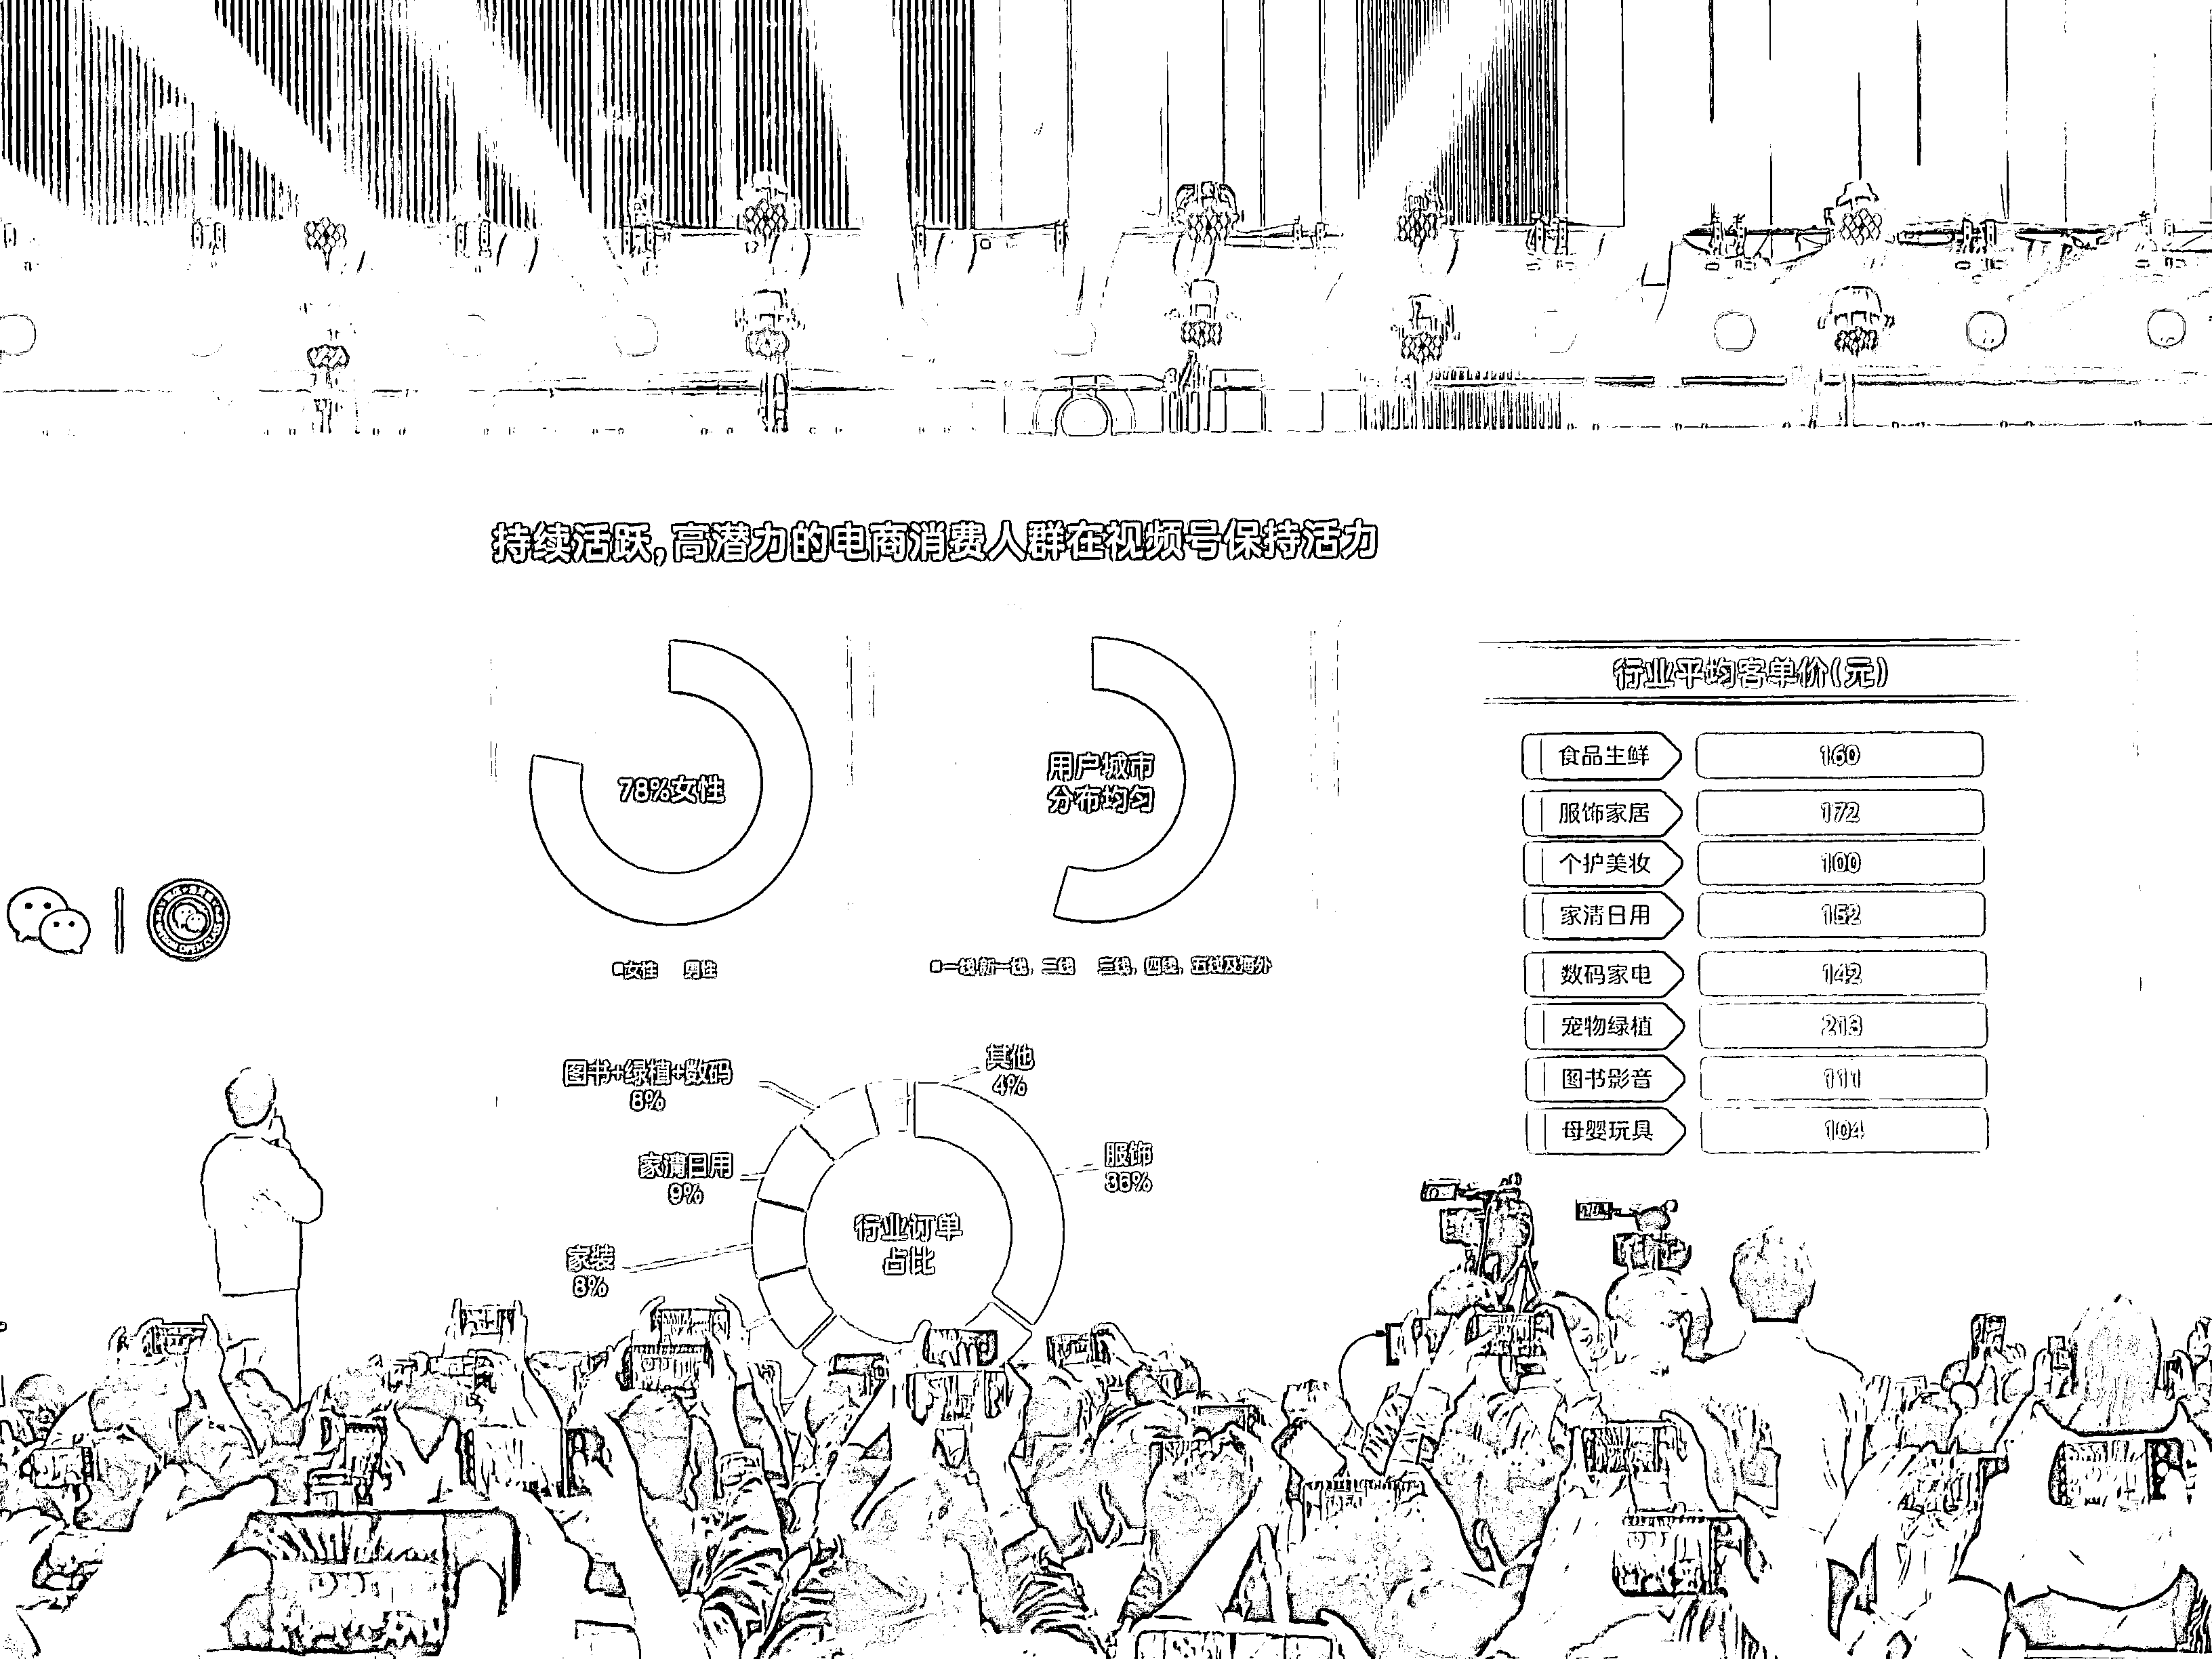 持续活跃,高潜力的电商消费人群在视频号保持活力
78%女性
女性 男性
用户城市
分布均匀
一线/新一线,二线 三线,四线,五线及海外
行业平均客单价(元)
食品生鲜 160
服饰家居 172
个护美妆 100
家清日用 152
数码家电 142
宠物绿植 213
图书影音 111
母婴玩具 104
图书+绿植+数码
8%
其他
4%
家清日用
9%
服饰
36%
行业订单
占比
家装
8%